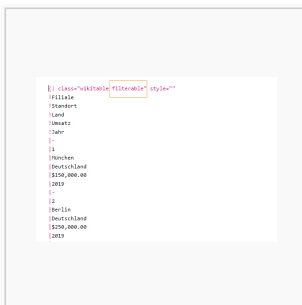 {| class="wikitable filterable" style=""
!Filiale
!Standort
!Land
!Umsatz
!Jahr
|-
|1
|München
|Deutschland
|$150,000.00
|2019
|-
|2
|Berlin
|Deutschland
|$250,000.00
|2019